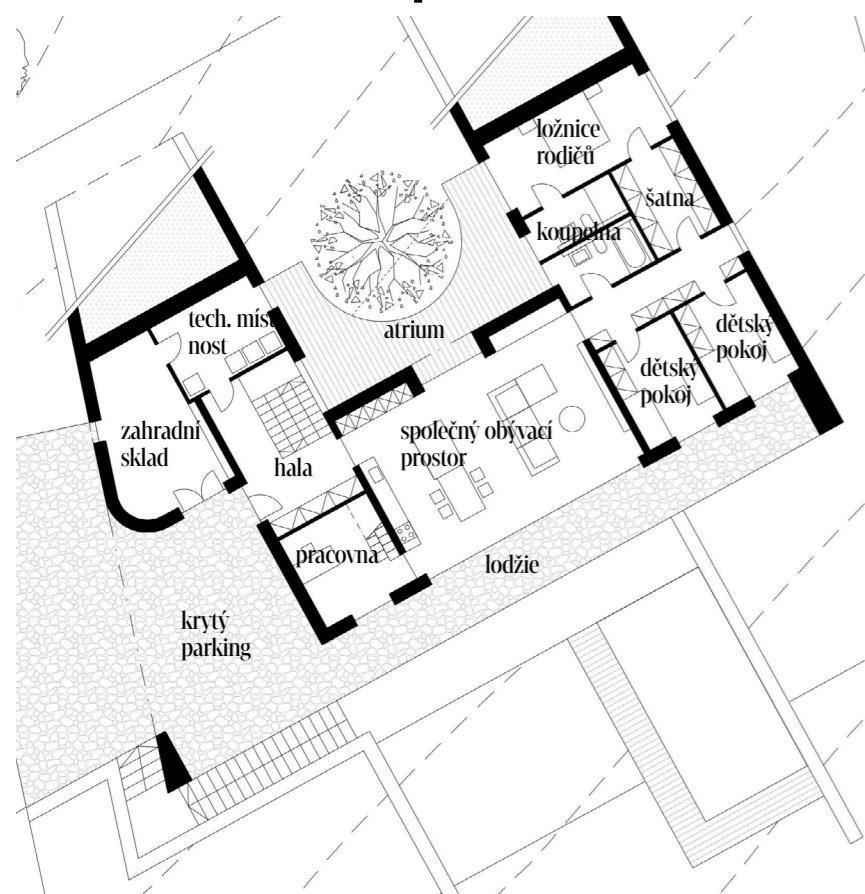 ložnice
rodičů
šatna
koupelna
tech. míst
nost
atrium
dětský
pokoj
dětský
pokoj
zahradní
sklad
společný obývací
prostor
hala
pracovna
lodžie
krytý
parking